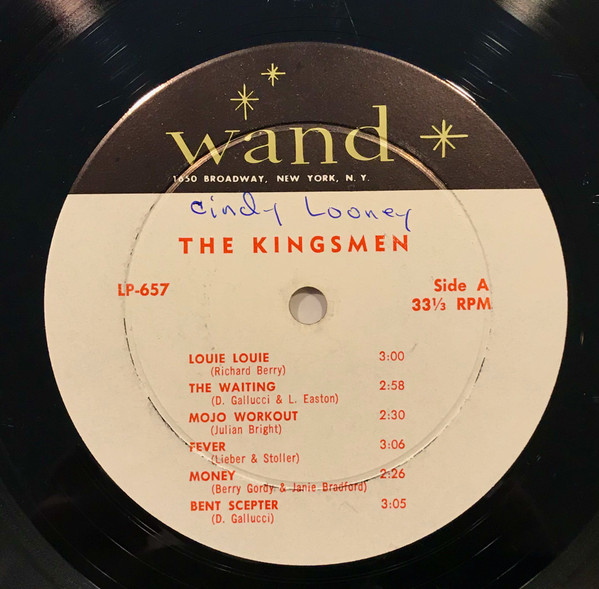 wand
1650 BROADWAY, NEW YORK, N. Y.
Cindy Looney
THE KINGSMEN
LP-657 Side A
33⅓ RPM
LOUIE LOUIE 3:00
(Richard Berry)
THE WAITING 2:58
(D. Gallucci & L. Easton)
MOJO WORKOUT 2:30
(Julian Bright)
FEVER 3:06
(Lieber & Stoller)
MONEY 2:26
(Berry Gordy & Janie Bradford)
BENT SCEPTER 3:05
(D. Gallucci)